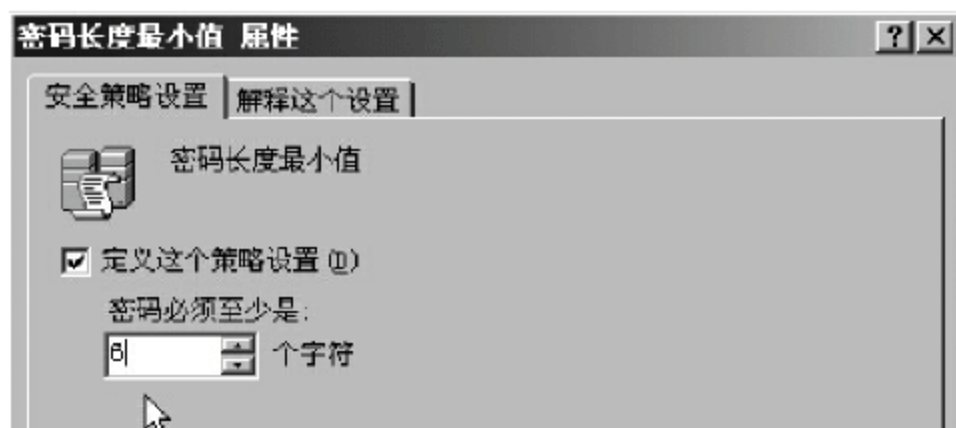 密码长度最小值 属性
安全策略设置 解释这个设置
密码长度最小值
定义这个策略设置(D)
密码必须至少是:
6 个字符